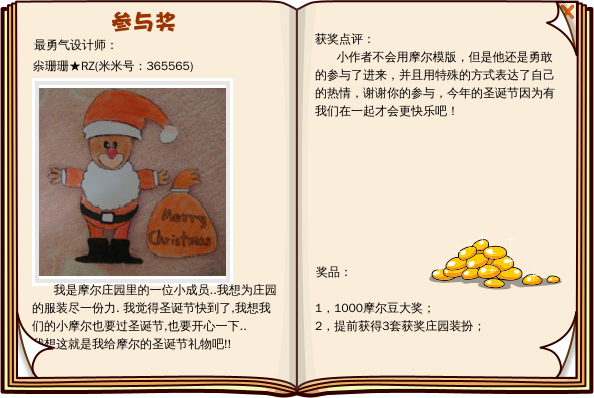 参与奖
最勇气设计师：
尜珊珊★RZ(米米号：365565)
Merry
Christmas
我是摩尔庄园里的一位小成员..我想为庄园
的服装尽一份力. 我觉得圣诞节快到了,我想我
们的小摩尔也要过圣诞节,也要开心一下..
我想这就是我给摩尔的圣诞节礼物吧!!
获奖点评：
小作者不会用摩尔模版，但是他还是勇敢
的参与了进来，并且用特殊的方式表达了自己
的热情，谢谢你的参与，今年的圣诞节因为有
我们在一起才会更快乐吧！
奖品：
1，1000摩尔豆大奖；
2，提前获得3套获奖庄园装扮；